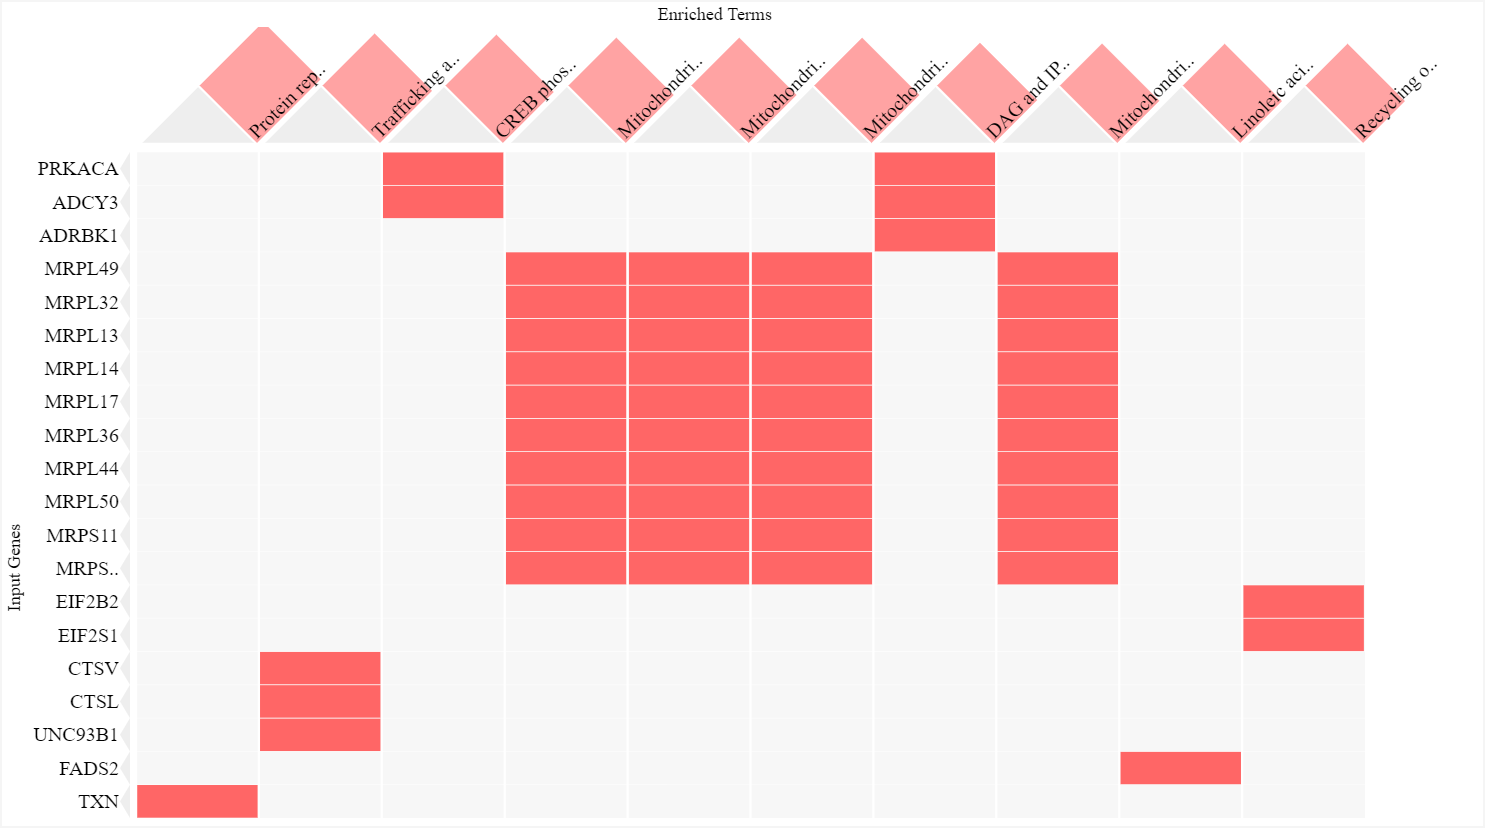 Enriched Terms
Protein rep..
Trafficking a..
CREB phos..
Mitochondri..
Mitochondri..
Mitochondri..
DAG and IP..
Mitochondri..
Linoleic aci..
Recycling o..
Input Genes
PRKACA
ADCY3
ADRBK1
MRPL49
MRPL32
MRPL13
MRPL14
MRPL17
MRPL36
MRPL44
MRPL50
MRPS11
MRPS..
EIF2B2
EIF2S1
CTSV
CTSL
UNC93B1
FADS2
TXN